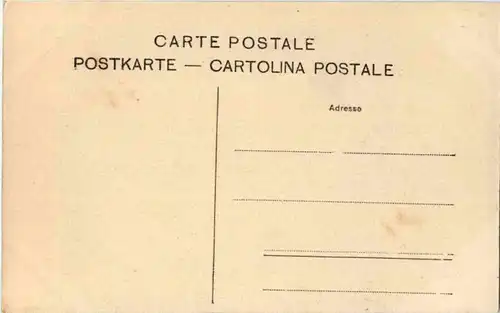 CARTE POSTALE
POSTKARTE — CARTOLINA POSTALE
Adresse